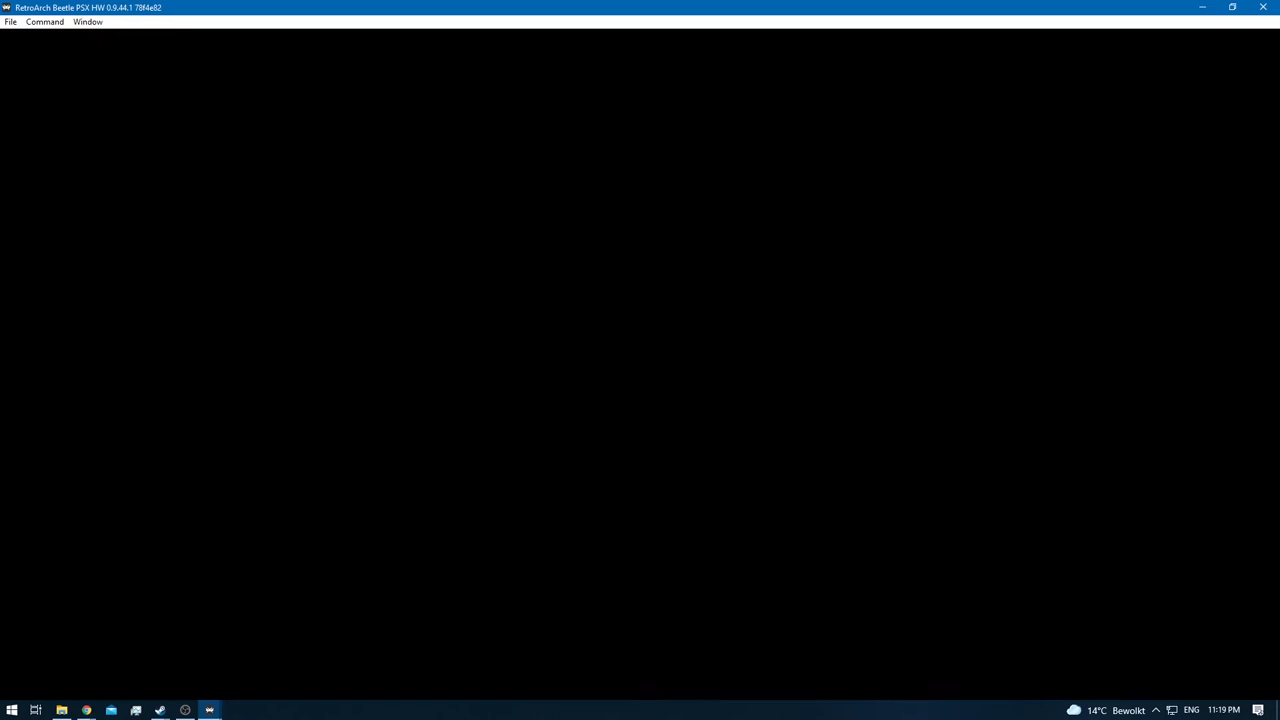 RetroArch Beetle PSX HW 0.9.44.1 78f4e82
File Command Window
14°C Bewolkt ENG 11:19 PM